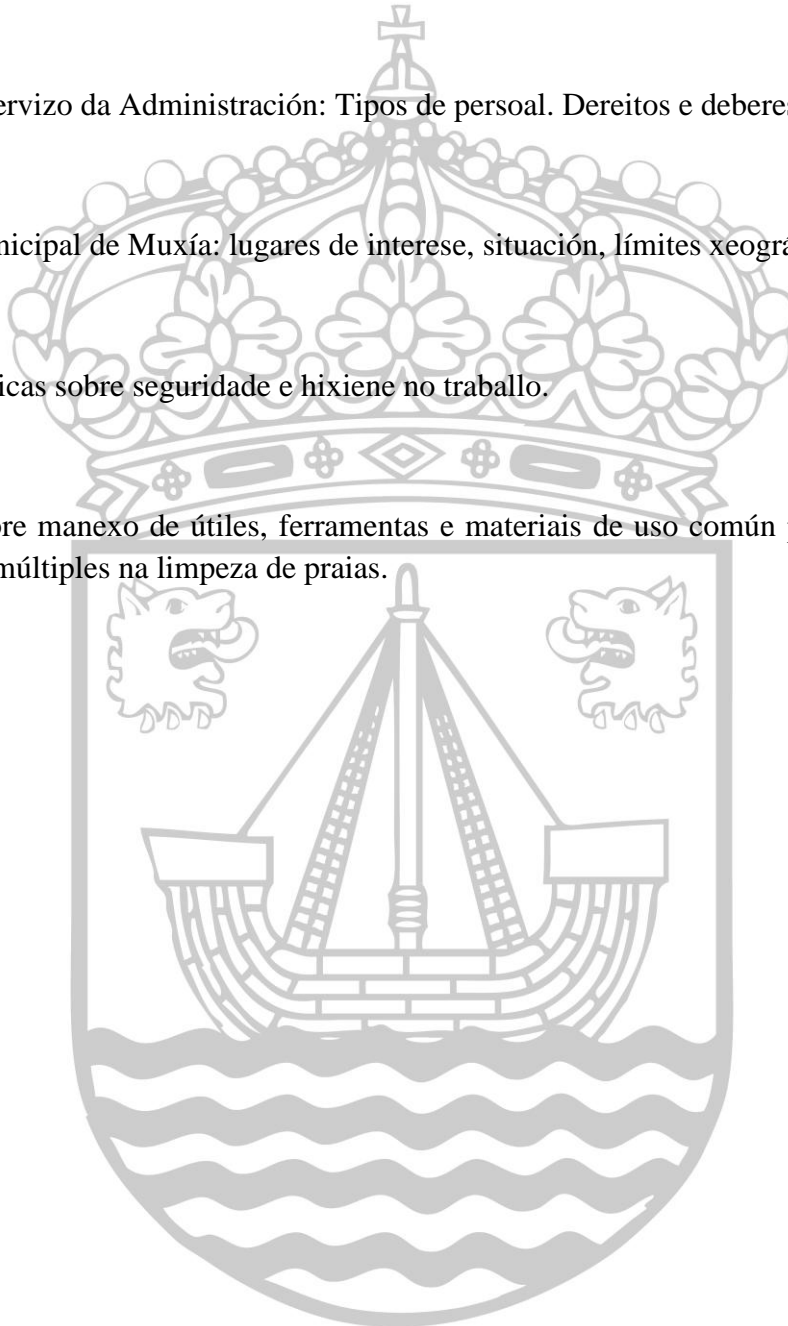 ervizo da Administración: Tipos de persoal. Dereitos e deberes
nicipal de Muxía: lugares de interese, situación, límites xeográ
icas sobre seguridade e hixiene no traballo.
re manexo de útiles, ferramentas e materiais de uso común
múltiples na limpeza de praias.